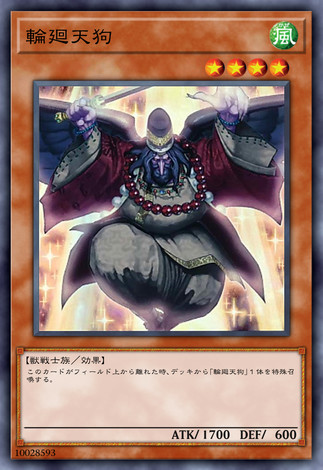 輪廻天狗
風
【獣戦士族／効果】
このカードがフィールド上から離れた時、デッキから「輪廻天狗」１体を特殊召
喚する。
ATK/ 1700 DEF/ 600
10028593